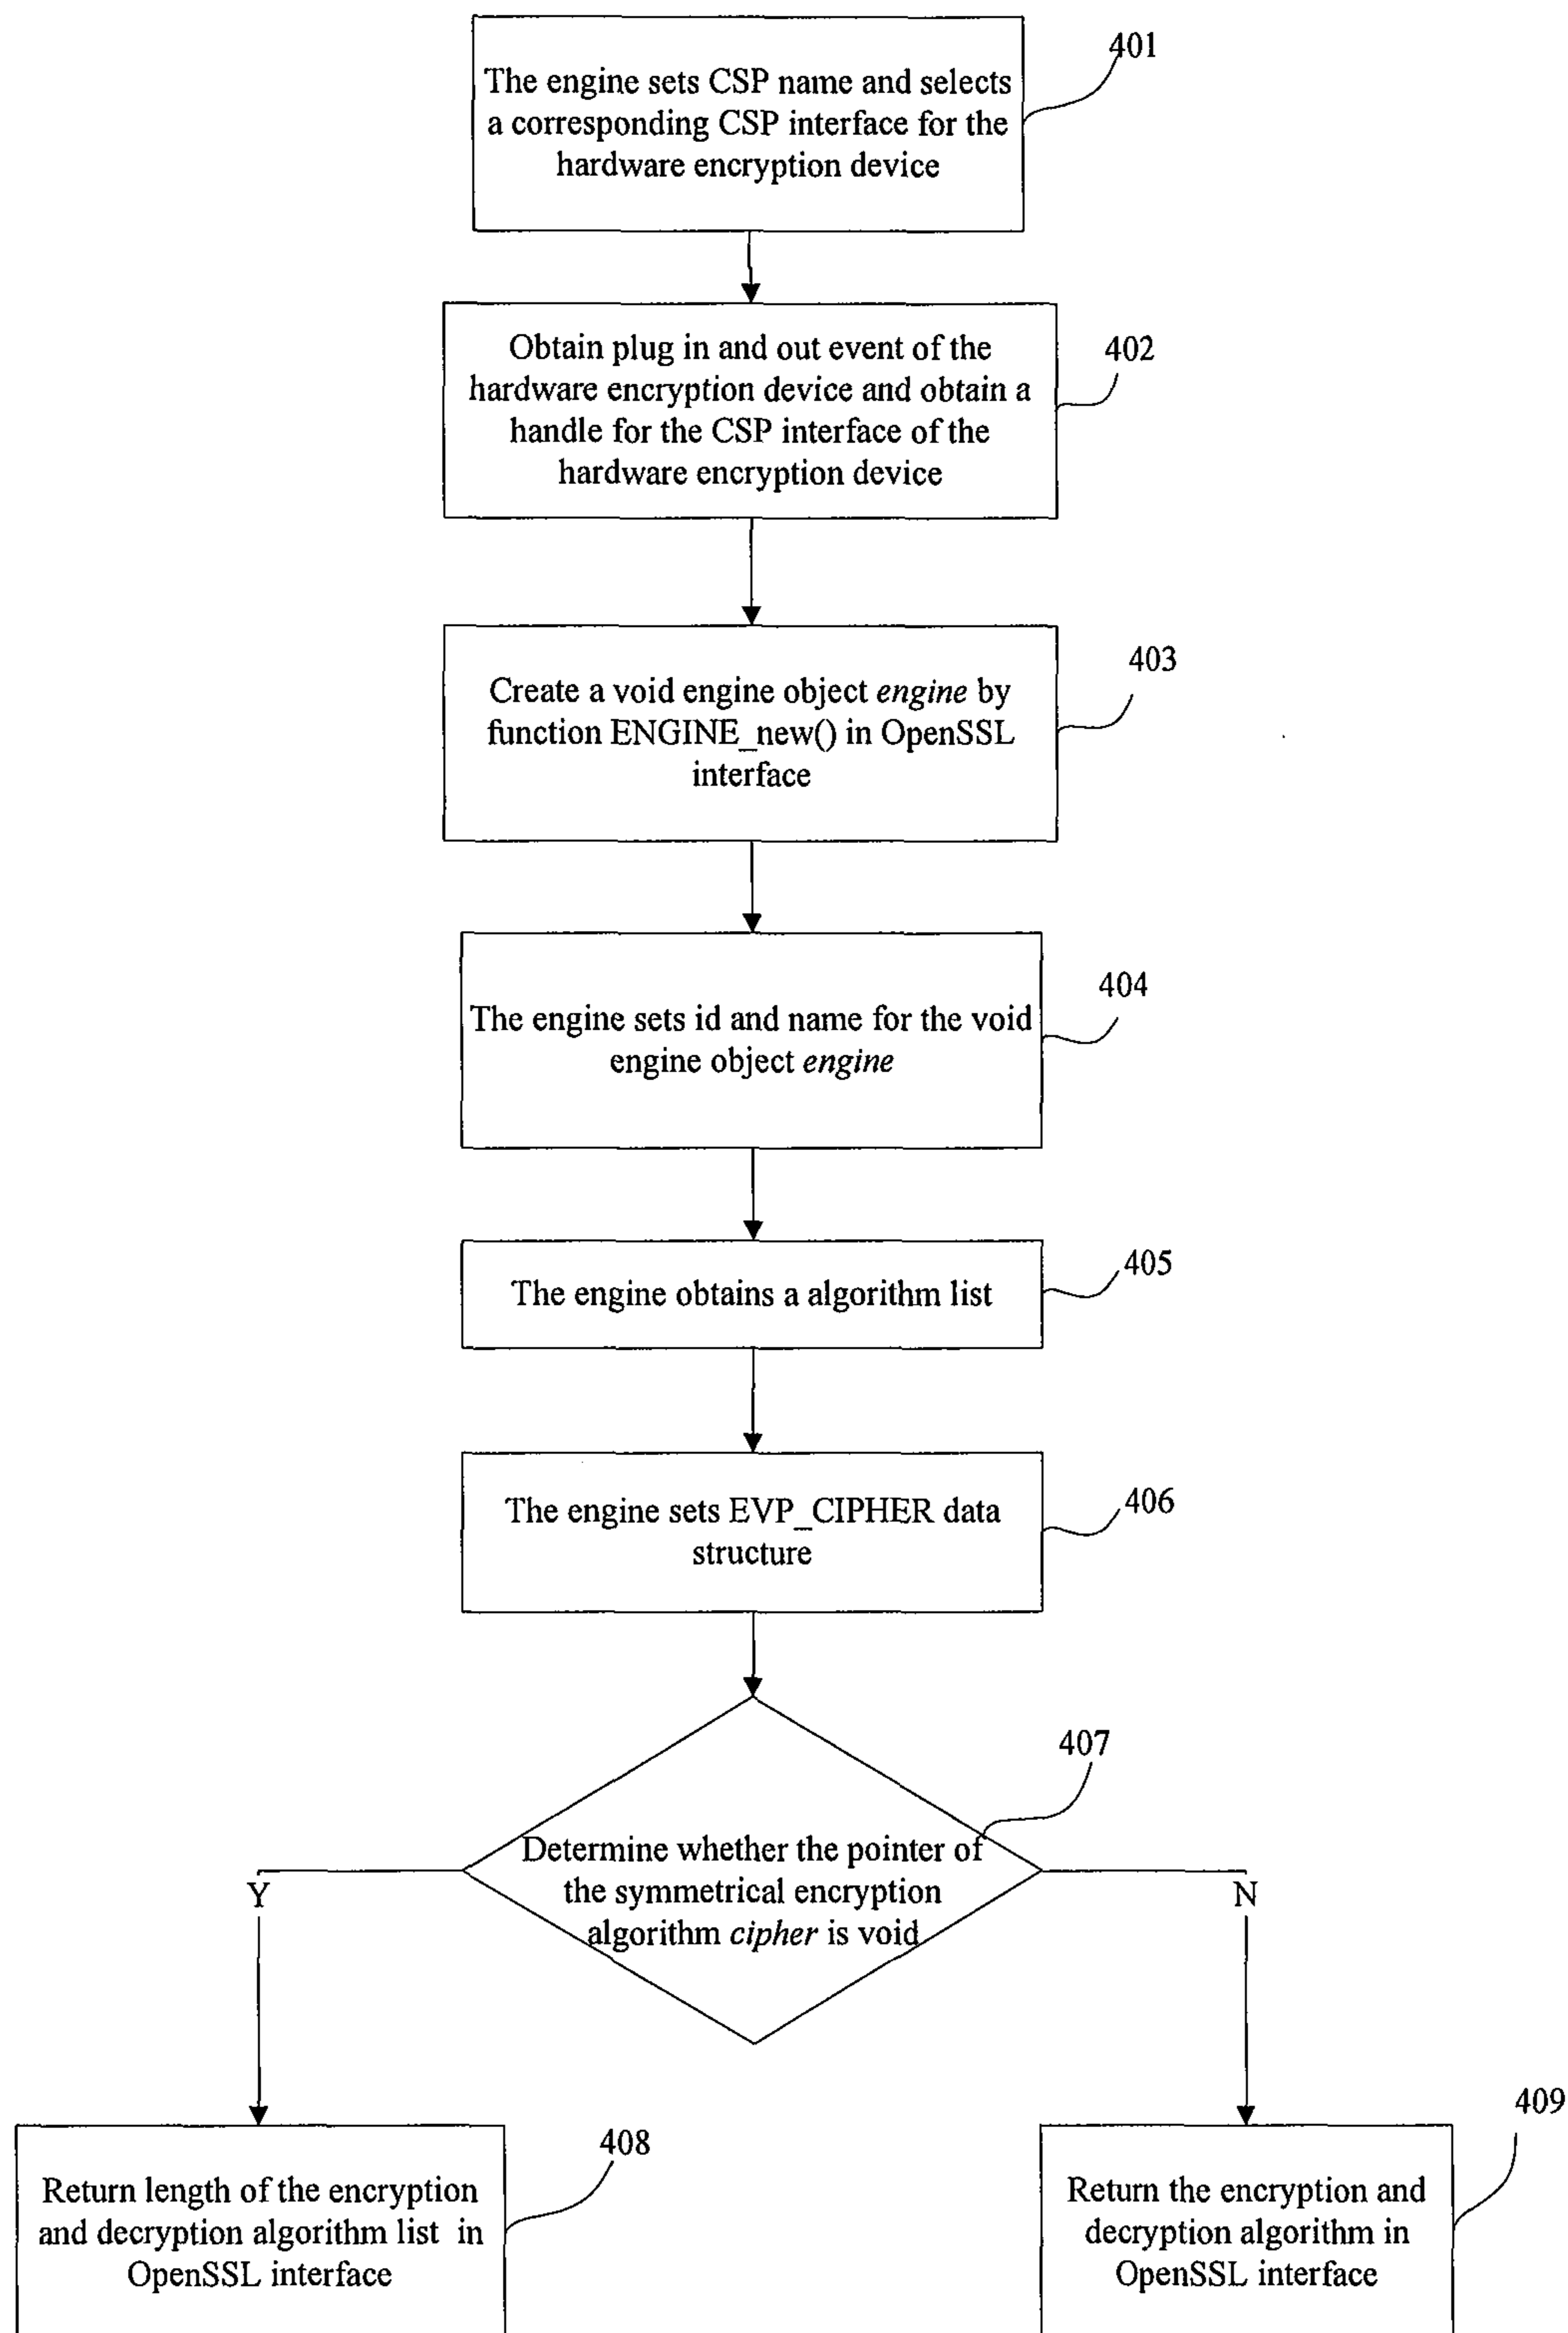 401
The engine sets CSP name and selects
a corresponding CSP interface for the
hardware encryption device
402
Obtain plug in and out event of the
hardware encryption device and obtain a
handle for the CSP interface of the
hardware encryption device
403
Create a void engine object engine by
function ENGINE_new() in OpenSSL
interface
404
The engine sets id and name for the void
engine object engine
405
The engine obtains a algorithm list
406
The engine sets EVP_CIPHER data
structure
407
Determine whether the pointer of
the symmetrical encryption
algorithm cipher is void
Y
N
408
Return length of the encryption
and decryption algorithm list in
OpenSSL interface
409
Return the encryption and
decryption algorithm in
OpenSSL interface